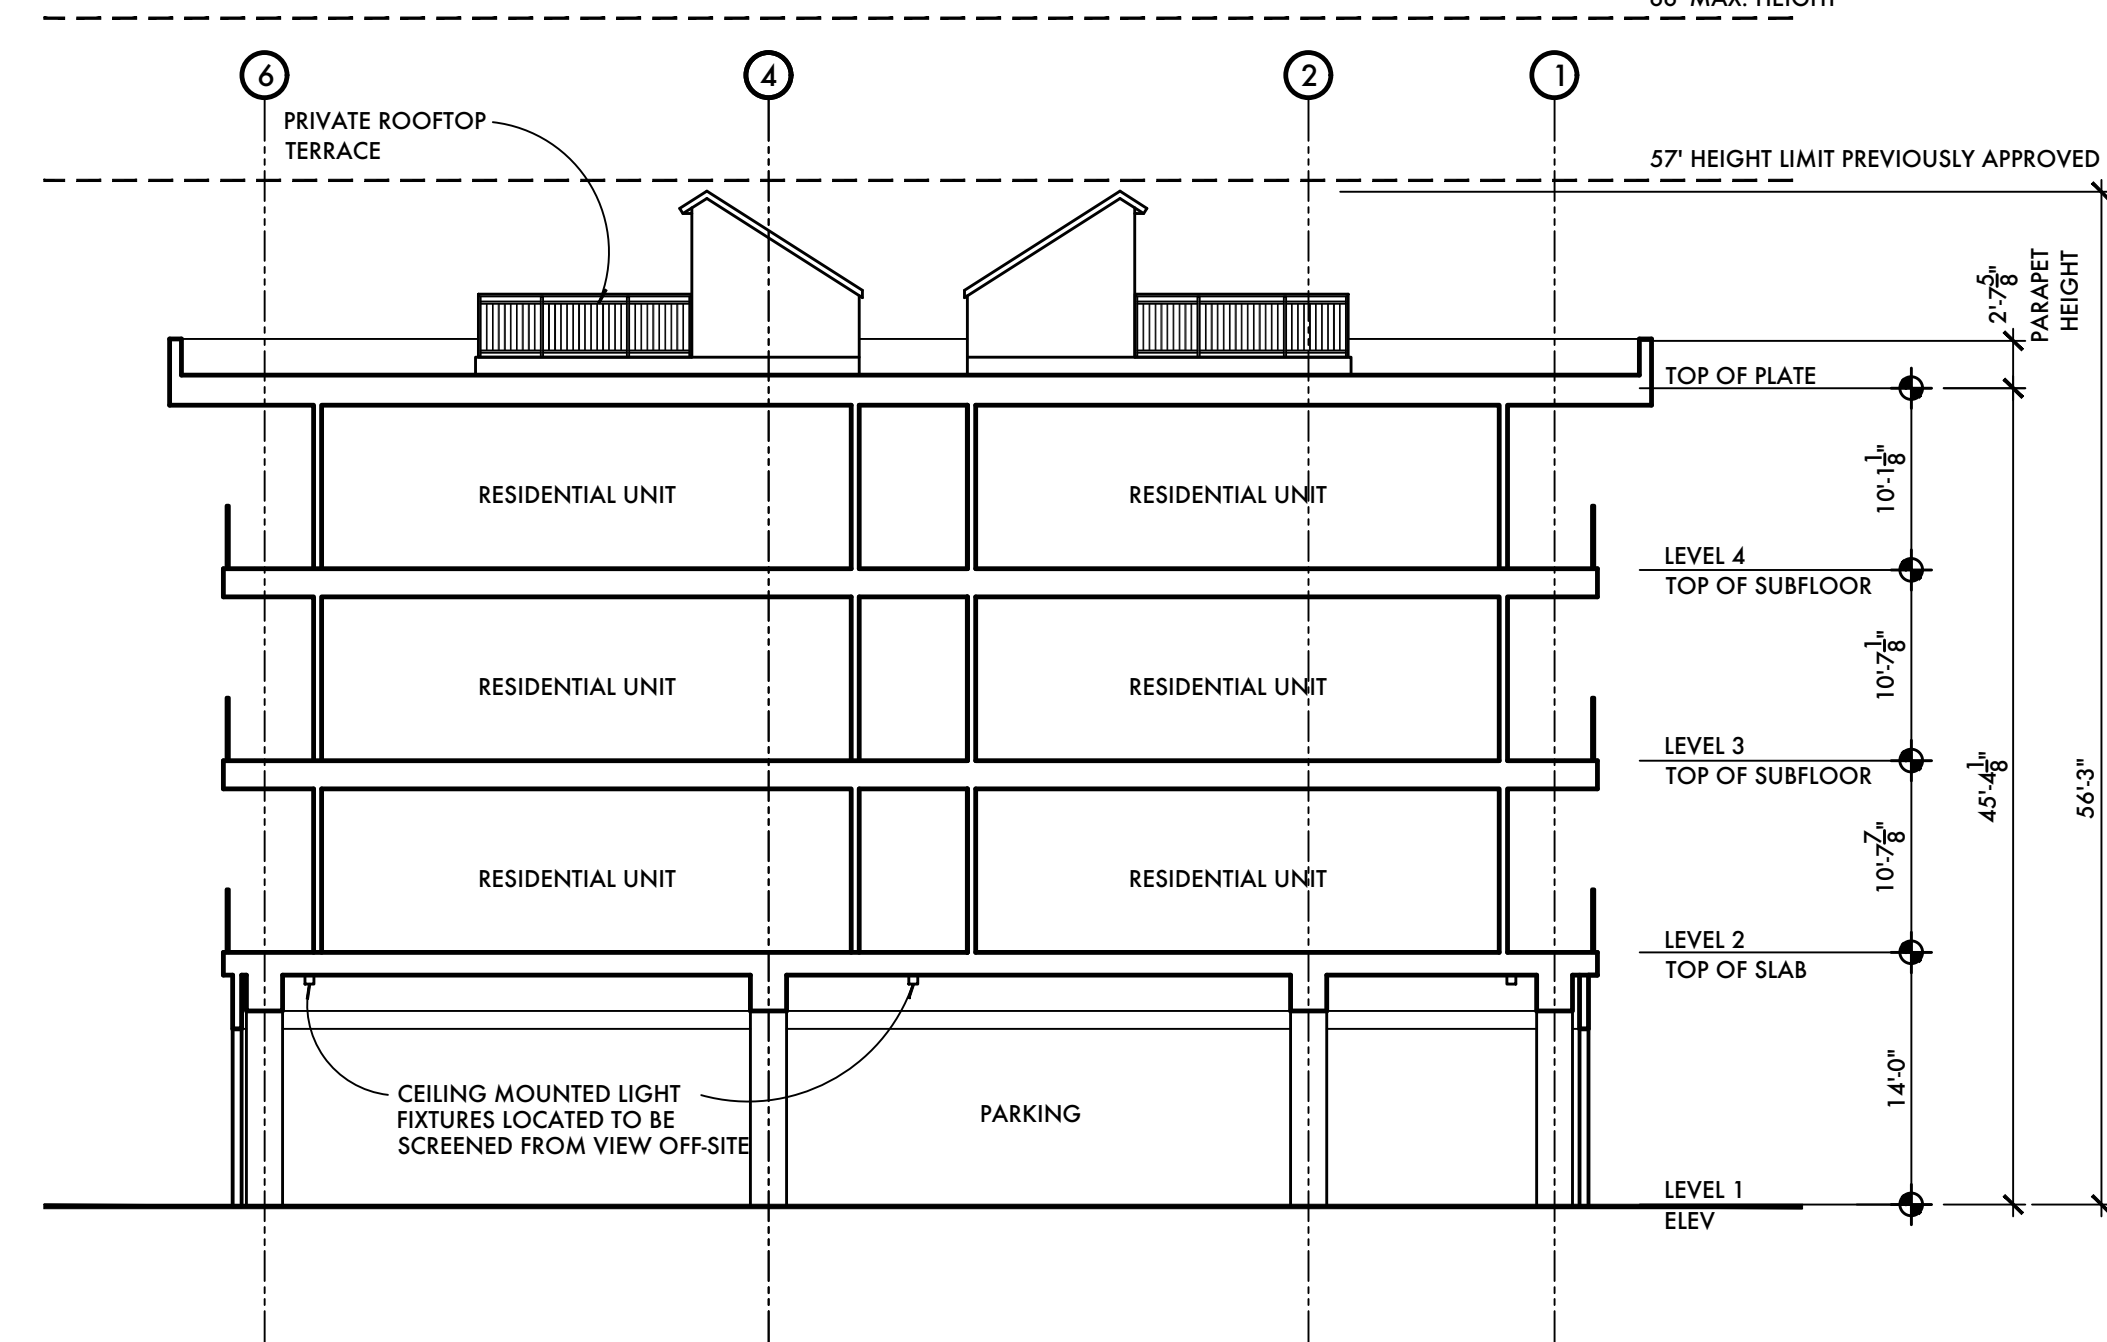 66' MAX. HEIGHT
6
4
2
1
PRIVATE ROOFTOP
TERRACE
57' HEIGHT LIMIT PREVIOUSLY APPROVED
2'-7 5/8"
PARAPET
HEIGHT
TOP OF PLATE
10'-1 1/8"
RESIDENTIAL UNIT
RESIDENTIAL UNIT
LEVEL 4
TOP OF SUBFLOOR
10'-7 1/8"
RESIDENTIAL UNIT
RESIDENTIAL UNIT
LEVEL 3
TOP OF SUBFLOOR
45'-4 1/8"
56'-3"
10'-7 7/8"
RESIDENTIAL UNIT
RESIDENTIAL UNIT
LEVEL 2
TOP OF SLAB
14'-0"
CEILING MOUNTED LIGHT
FIXTURES LOCATED TO BE
SCREENED FROM VIEW OFF-SITE
PARKING
LEVEL 1
ELEV